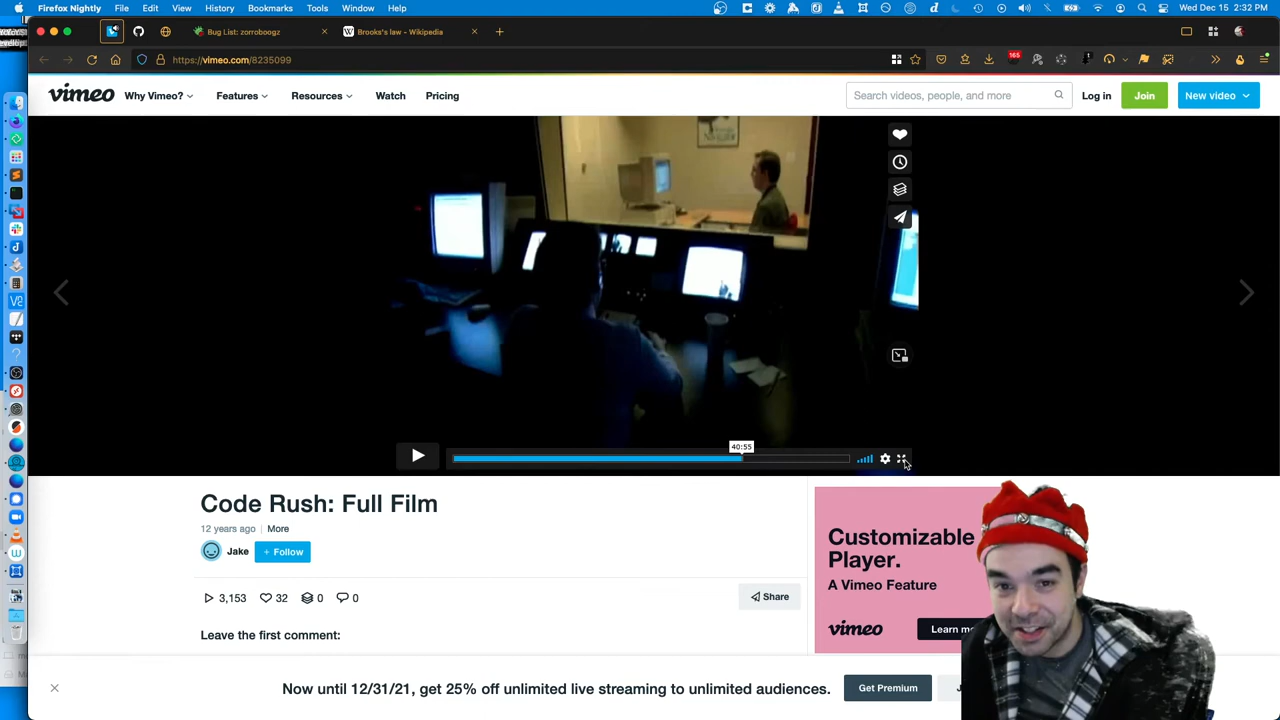 Firefox Nightly File Edit View History Bookmarks Tools Window Help Wed Dec 15 2:32 PM
Bug List: zorroboogz
Brooks's law - Wikipedia
https://vimeo.com/8235099
165
1
vimeo Why Vimeo? Features Resources Watch Pricing Search videos, people, and more Log in Join New video
40:55
Code Rush: Full Film
12 years ago | More
Jake + Follow
3,153 32 0 0 Share
Leave the first comment:
Customizable
Player.
A Vimeo Feature
vimeo Learn
Now until 12/31/21, get 25% off unlimited live streaming to unlimited audiences. Get Premium